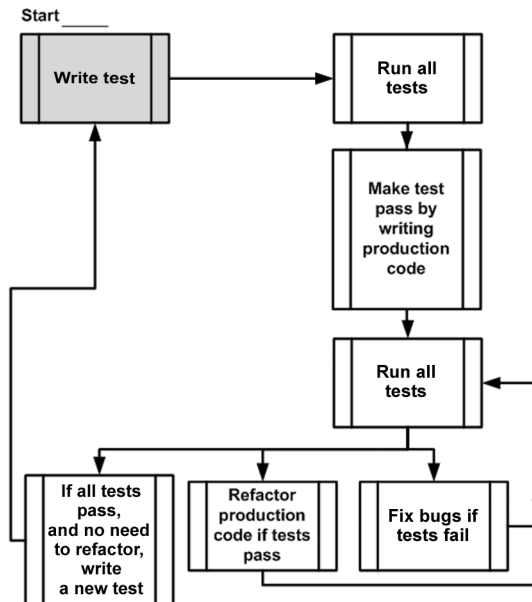 Start
Write test
Run all
tests
Make test
pass by
writing
production
code
Run all
tests
If all tests
pass,
and no need
to refactor,
write
a new test
Refactor
production
code if tests
pass
Fix bugs if
tests fail